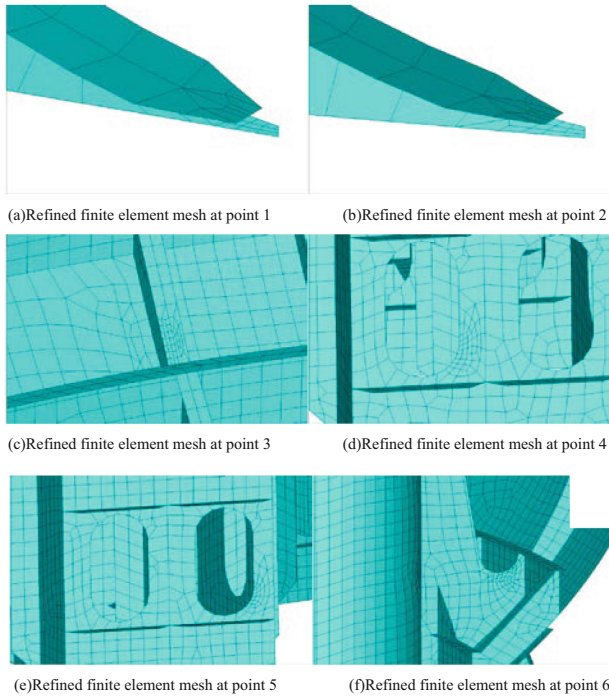 (a)Refined finite element mesh at point 1
(b)Refined finite element mesh at point 2
(c)Refined finite element mesh at point 3
(d)Refined finite element mesh at point 4
(e)Refined finite element mesh at point 5
(f)Refined finite element mesh at point 6